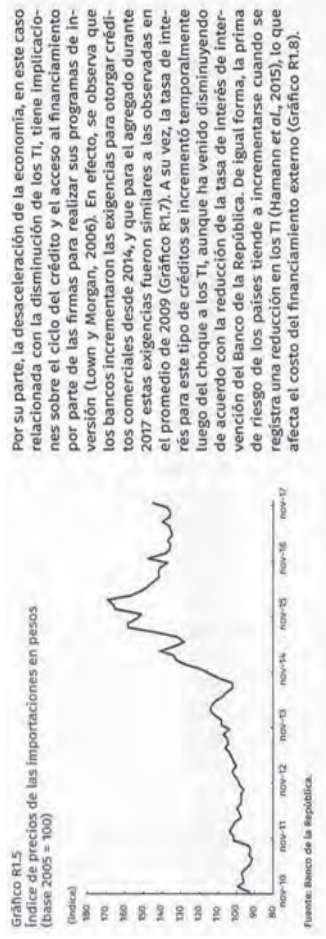 Gráfico R1.5
Índice de precios de las importaciones en pesos
(base 2005 = 100)
(índice)
180
170
160
150
140
130
120
110
100
90
80
nov-10 nov-11 nov-12 nov-13 nov-14 nov-15 nov-16 nov-17
Fuente: Banco de la República.
Por su parte, la desaceleración de la economía, en este caso
relacionada con la disminución de los TI, tiene implicacio-
nes sobre el ciclo del crédito y el acceso al financiamiento
por parte de las firmas para realizar sus programas de in-
versión (Lown y Morgan, 2006). En efecto, se observa que
los bancos incrementaron las exigencias para otorgar crédi-
tos comerciales desde 2014, y que para el agregado durante
2017 estas exigencias fueron similares a las observadas en
el promedio de 2009 (Gráfico R1.7). A su vez, la tasa de inte-
rés para este tipo de créditos se incrementó temporalmente
luego del choque a los TI, aunque ha venido disminuyendo
de acuerdo con la reducción de la tasa de interés de inter-
vención del Banco de la República. De igual forma, la prima
de riesgo de los países tiende a incrementarse cuando se
registra una reducción en los TI (Hamann et al., 2015), lo que
afecta el costo del financiamiento externo (Gráfico R1.8).